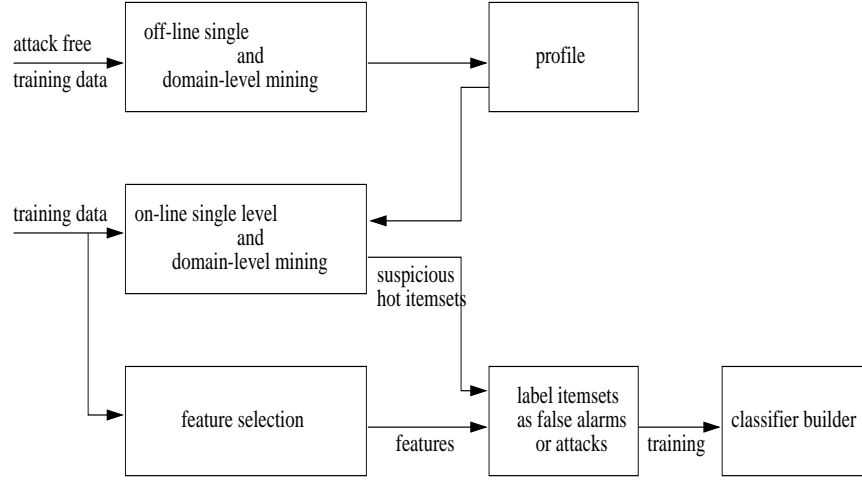 attack free
training data
off-line single
and
domain-level mining
profile
training data
on-line single level
and
domain-level mining
suspicious
hot itemsets
feature selection
features
label itemsets
as false alarms
or attacks
training
classifier builder